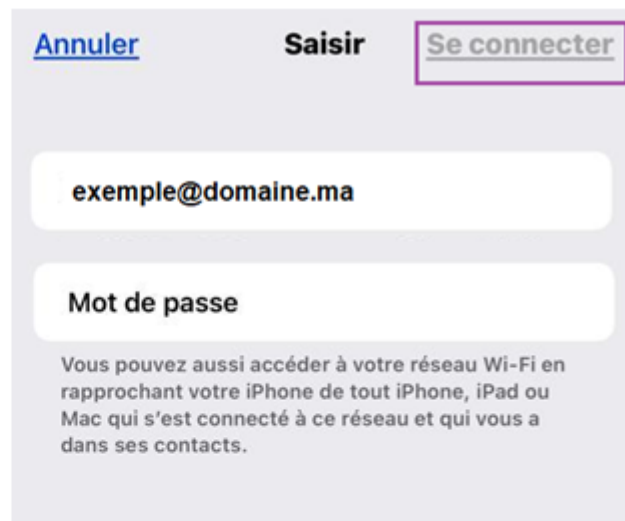 Annuler Saisir Se connecter
exemple@domaine.ma
Mot de passe
Vous pouvez aussi accéder à votre réseau Wi-Fi en
rapprochant votre iPhone de tout iPhone, iPad ou
Mac qui s'est connecté à ce réseau et qui vous a
dans ses contacts.